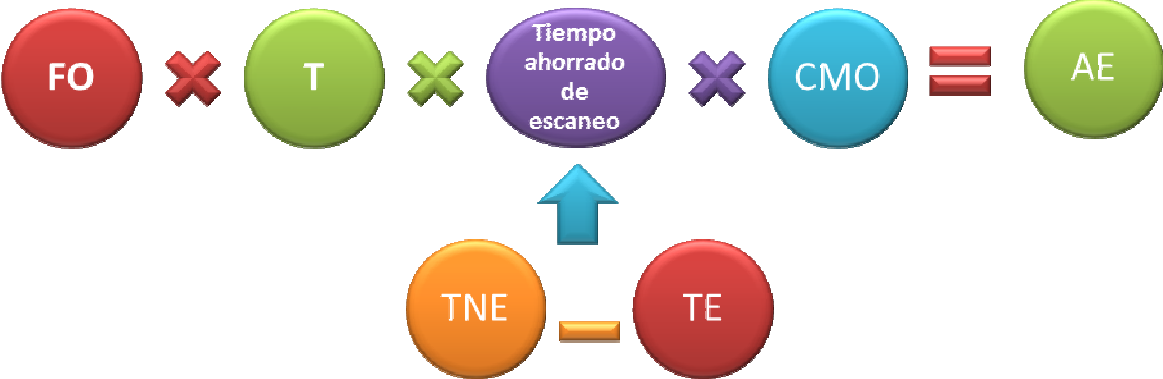 FO
T
Tiempo
ahorrado
de
escaneo
CMO
AE
TNE
TE